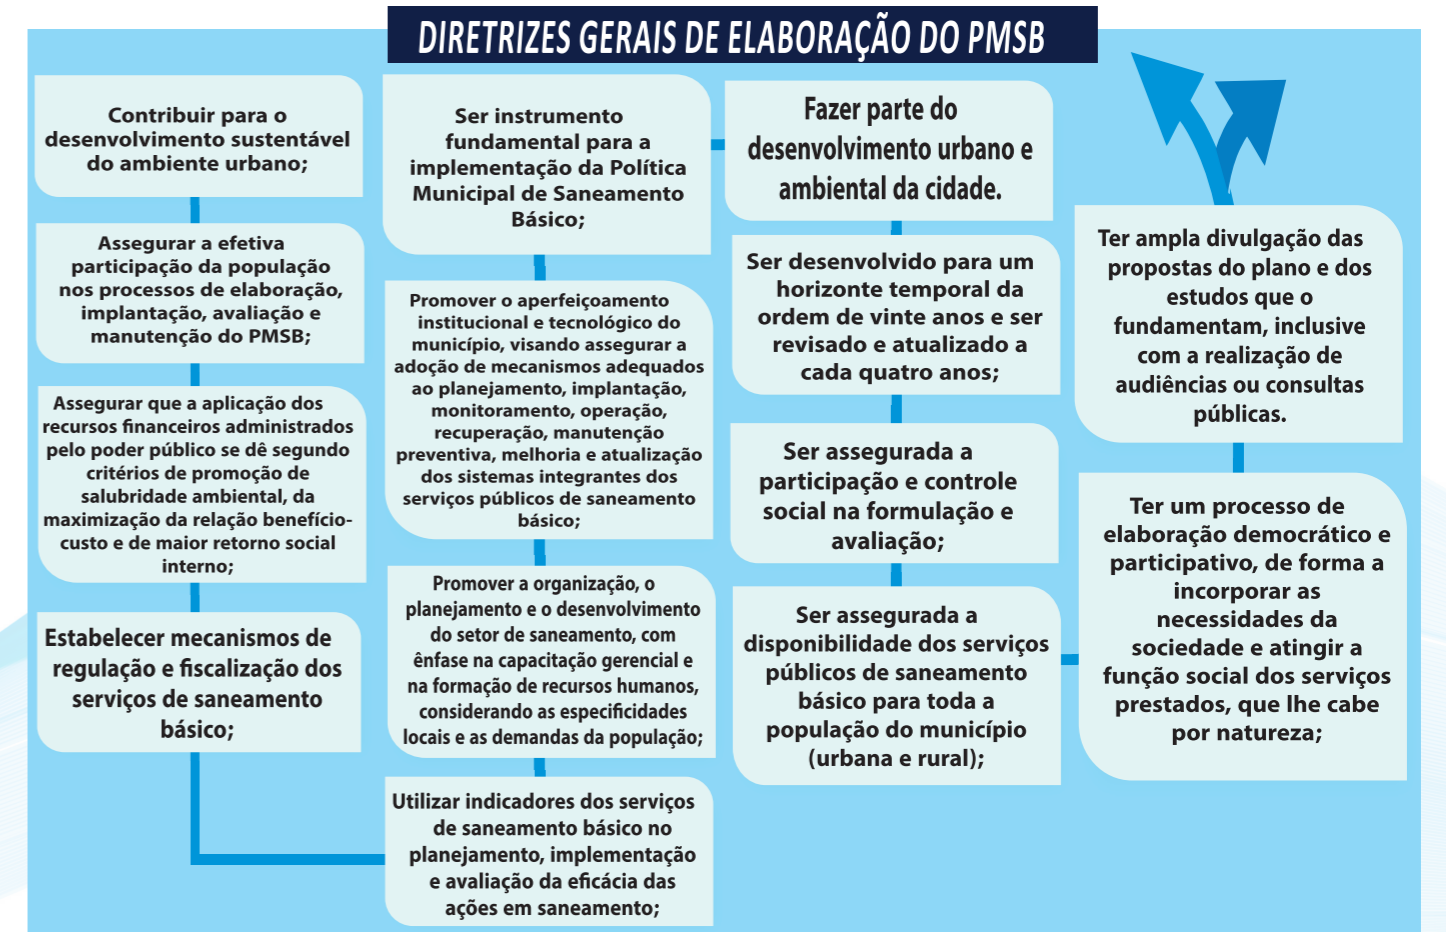 DIRETRIZES GERAIS DE ELABORAÇÃO DO PMSB
Contribuir para o
desenvolvimento sustentável
do ambiente urbano;
Assegurar a efetiva
participação da população
nos processos de elaboração,
implantação, avaliação e
manutenção do PMSB;
Assegurar que a aplicação dos
recursos financeiros administrados
pelo poder público se dê segundo
critérios de promoção de
salubridade ambiental, da
maximização da relação benefício-
custo e de maior retorno social
interno;
Estabelecer mecanismos de
regulação e fiscalização dos
serviços de saneamento
básico;
Ser instrumento
fundamental para a
implementação da Política
Municipal de Saneamento
Básico;
Promover o aperfeiçoamento
institucional e tecnológico do
município, visando assegurar a
adoção de mecanismos adequados
ao planejamento, implantação,
monitoramento, operação,
recuperação, manutenção
preventiva, melhoria e atualização
dos sistemas integrantes dos
serviços públicos de saneamento
básico;
Promover a organização, o
planejamento e o desenvolvimento
do setor de saneamento, com
ênfase na capacitação gerencial e
na formação de recursos humanos,
considerando as especificidades
locais e as demandas da população;
Utilizar indicadores dos serviços
de saneamento básico no
planejamento, implementação
e avaliação da eficácia das
ações em saneamento;
Fazer parte do
desenvolvimento urbano e
ambiental da cidade.
Ser desenvolvido para um
horizonte temporal da
ordem de vinte anos e ser
revisado e atualizado a
cada quatro anos;
Ser assegurada a
participação e controle
social na formulação e
avaliação;
Ser assegurada a
disponibilidade dos serviços
públicos de saneamento
básico para toda a
população do município
(urbana e rural);
Ter ampla divulgação das
propostas do plano e dos
estudos que o
fundamentam, inclusive
com a realização de
audiências ou consultas
públicas.
Ter um processo de
elaboração democrático e
participativo, de forma a
incorporar as
necessidades da
sociedade e atingir a
função social dos serviços
prestados, que lhe cabe
por natureza;